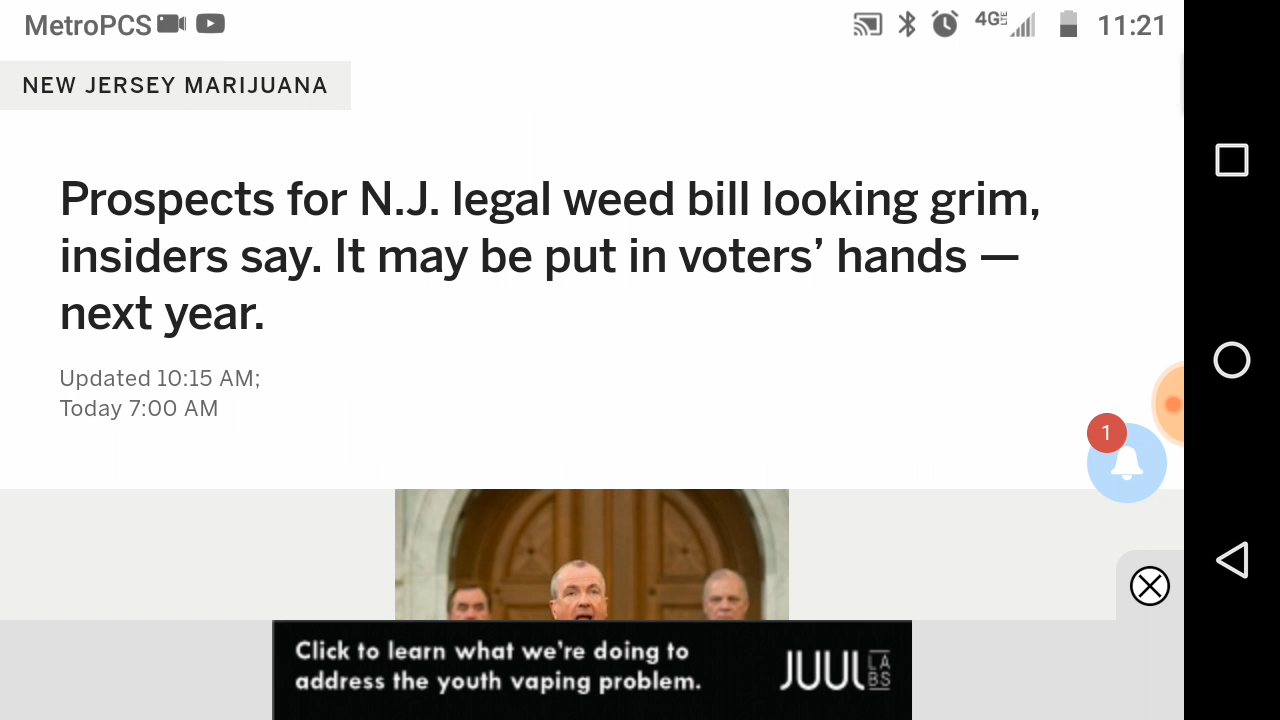 MetroPCS 4G LTE 11:21
NEW JERSEY MARIJUANA
Prospects for N.J. legal weed bill looking grim,
insiders say. It may be put in voters’ hands —
next year.
Updated 10:15 AM;
Today 7:00 AM
1
Click to learn what we're doing to
address the youth vaping problem.
JUUL LABS